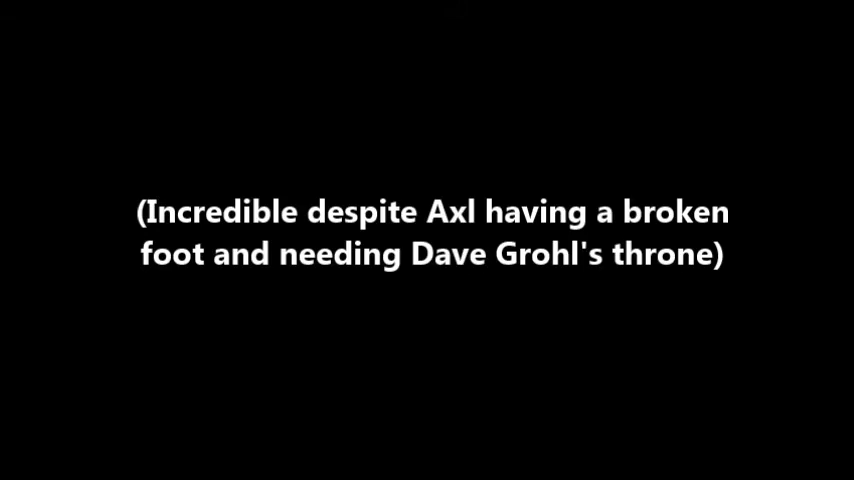 (Incredible despite Axl having a broken
foot and needing Dave Grohl's throne)